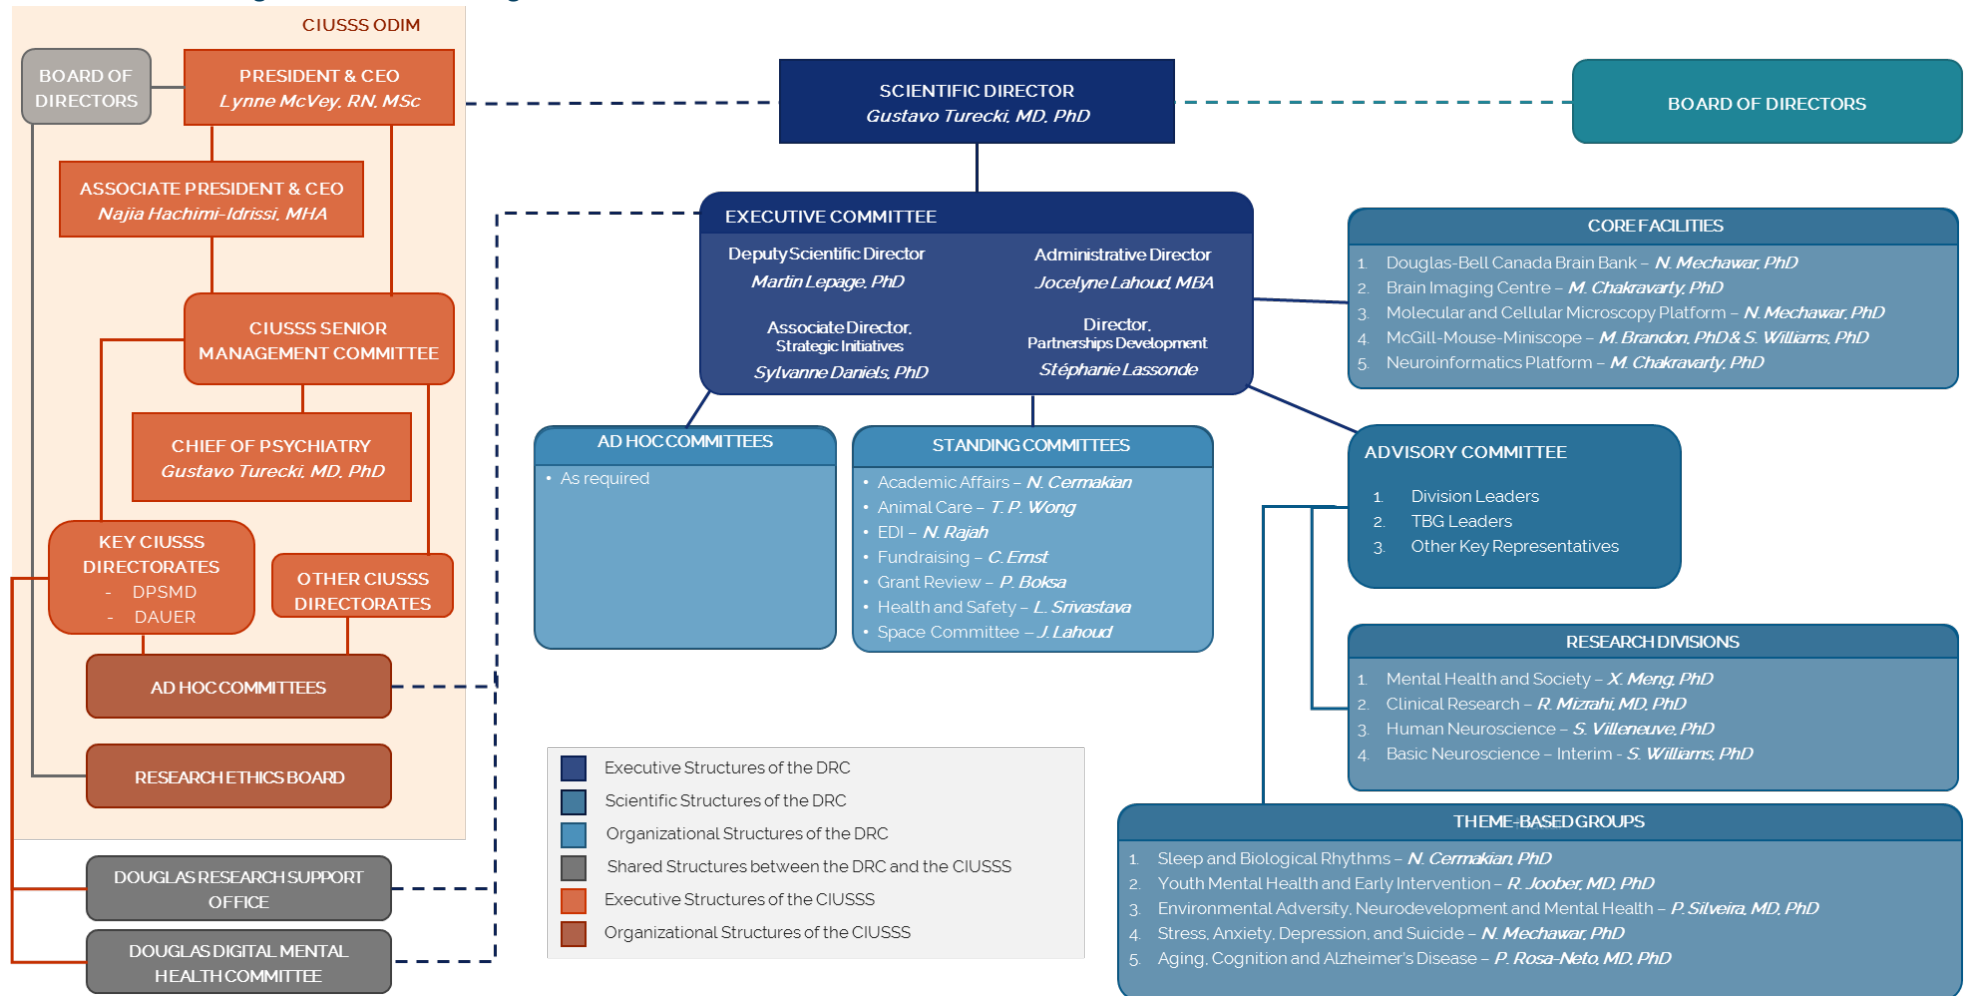 CIUSSS ODIM
BOARD OF
DIRECTORS
PRESIDENT & CEO
Lynne McVey, RN, MSc
ASSOCIATE PRESIDENT & CEO
Najia Hachimi-Idrissi, MHA
CIUSSS SENIOR
MANAGEMENT COMMITTEE
CHIEF OF PSYCHIATRY
Gustavo Turecki, MD, PhD
KEY CIUSSS
DIRECTORATES
- DPSMD
- DAUER
OTHER CIUSSS
DIRECTORATES
AD HOC COMMITTEES
RESEARCH ETHICS BOARD
DOUGLAS RESEARCH SUPPORT
OFFICE
DOUGLAS DIGITAL MENTAL
HEALTH COMMITTEE
SCIENTIFIC DIRECTOR
Gustavo Turecki, MD, PhD
BOARD OF DIRECTORS
EXECUTIVE COMMITTEE
Deputy Scientific Director
Martin Lepage, PhD
Administrative Director
Jocelyne Lahoud, MBA
Associate Director,
Strategic Initiatives
Sylvanne Daniels, PhD
Director,
Partnerships Development
Stéphanie Lassonde
CORE FACILITIES
1. Douglas-Bell Canada Brain Bank – N. Mechawar, PhD
2. Brain Imaging Centre – M. Chakravarty, PhD
3. Molecular and Cellular Microscopy Platform – N. Mechawar, PhD
4. McGill-Mouse-Miniscope – M. Brandon, PhD & S. Williams, PhD
5. Neuroinformatics Platform – M. Chakravarty, PhD
AD HOC COMMITTEES
• As required
STANDING COMMITTEES
• Academic Affairs – N. Cermakian
• Animal Care – T. P. Wong
• EDI – N. Rajah
• Fundraising – C. Ernst
• Grant Review – P. Boksa
• Health and Safety – L. Srivastava
• Space Committee – J. Lahoud
ADVISORY COMMITTEE
1. Division Leaders
2. TBG Leaders
3. Other Key Representatives
RESEARCH DIVISIONS
1. Mental Health and Society – X. Meng, PhD
2. Clinical Research – R. Mizrahi, MD, PhD
3. Human Neuroscience – S. Villeneuve, PhD
4. Basic Neuroscience – Interim - S. Williams, PhD
THEME-BASED GROUPS
1. Sleep and Biological Rhythms – N. Cermakian, PhD
2. Youth Mental Health and Early Intervention – R. Joober, MD, PhD
3. Environmental Adversity, Neurodevelopment and Mental Health – P. Silveira, MD, PhD
4. Stress, Anxiety, Depression, and Suicide – N. Mechawar, PhD
5. Aging, Cognition and Alzheimer's Disease – P. Rosa-Neto, MD, PhD
Executive Structures of the DRC
Scientific Structures of the DRC
Organizational Structures of the DRC
Shared Structures between the DRC and the CIUSSS
Executive Structures of the CIUSSS
Organizational Structures of the CIUSSS